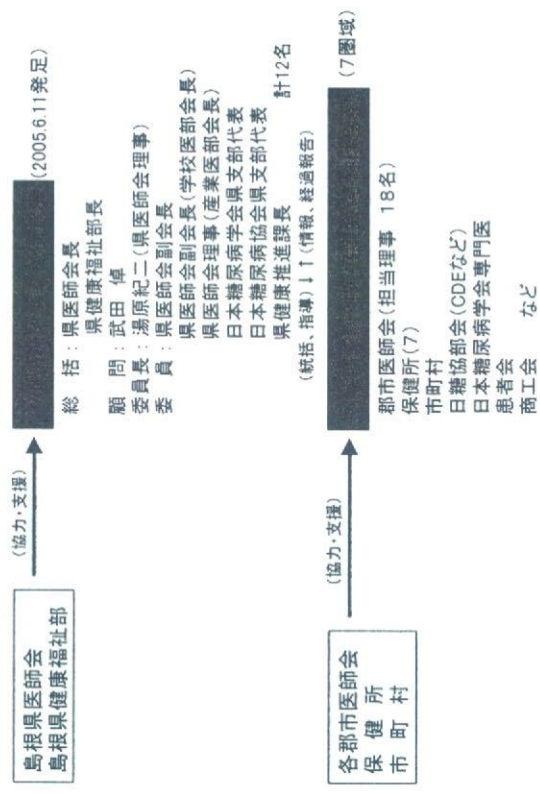 島根県医師会
島根県健康福祉部
(協力・支援)
(2005.6.11発足)
総　括：県医師会長
県健康福祉部長
顧　問：武田　倬
委員長：湯原紀二(県医師会理事)
委　員：県医師会副会長
県医師会副会長(学校医部会長)
県医師会理事(産業医部会長)
日本糖尿病学会県支部代表
日本糖尿病協会県支部代表
県健康推進課長　計12名
(統括、指導)↓↑(情報、経過報告)
各郡市医師会
保　健　所
市　町　村
(協力・支援)
(7圏域)
郡市医師会(担当理事　18名)
保健所(7)
市町村
日糖協部会(CDEなど)
日本糖尿病学会専門医
患者会
商工会　など